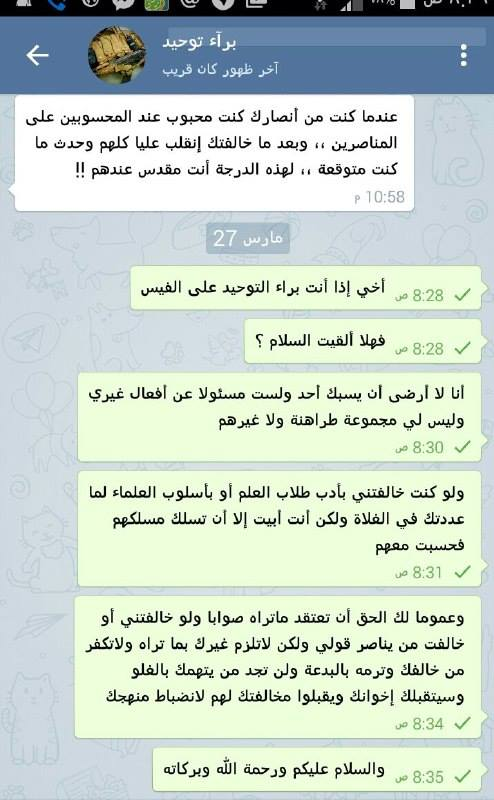 ٨:٣٦ ص
برآء توحيد
آخر ظهور كان قريب
عندما كنت من أنصارك كنت محبوب عند المحسوبين على
المناصرين ،، وبعد ما خالفتك إنقلب عليا كلهم وحدث ما
كنت متوقعة ،، لهذه الدرجة أنت مقدس عندهم !!
10:58 م
مارس 27
أخي إذا أنت براء التوحيد على الفيس
8:28 ص
فهلا ألقيت السلام ؟
8:28 ص
أنا لا أرضى أن يسبك أحد ولست مسئولا عن أفعال غيري
وليس لي مجموعة طراهنة ولا غيرهم
8:30 ص
ولو كنت خالفتني بأدب طلاب العلم أو بأسلوب العلماء لما
عددتك في الغلاة ولكن أنت أبيت إلا أن تسلك مسلكهم
فحسبت معهم
8:31 ص
وعموما لك الحق أن تعتقد ماتراه صوابا ولو خالفتني أو
خالفت من يناصر قولي ولكن لاتلزم غيرك بما تراه ولاتكفر
من خالفك وترمه بالبدعة ولن تجد من يتهمك بالغلو
وسيتقبلك إخوانك ويقبلوا مخالفتك لهم لانضباط منهجك
8:34 ص
والسلام عليكم ورحمة الله وبركاته
8:35 ص